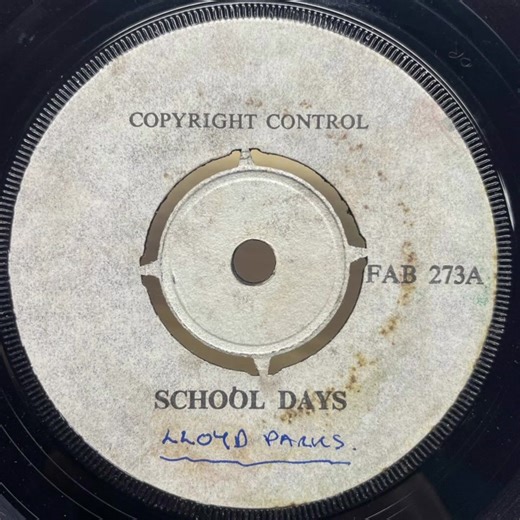 COPYRIGHT CONTROL
FAB 273A
SCHOOL DAYS
LLOYD PARKS.